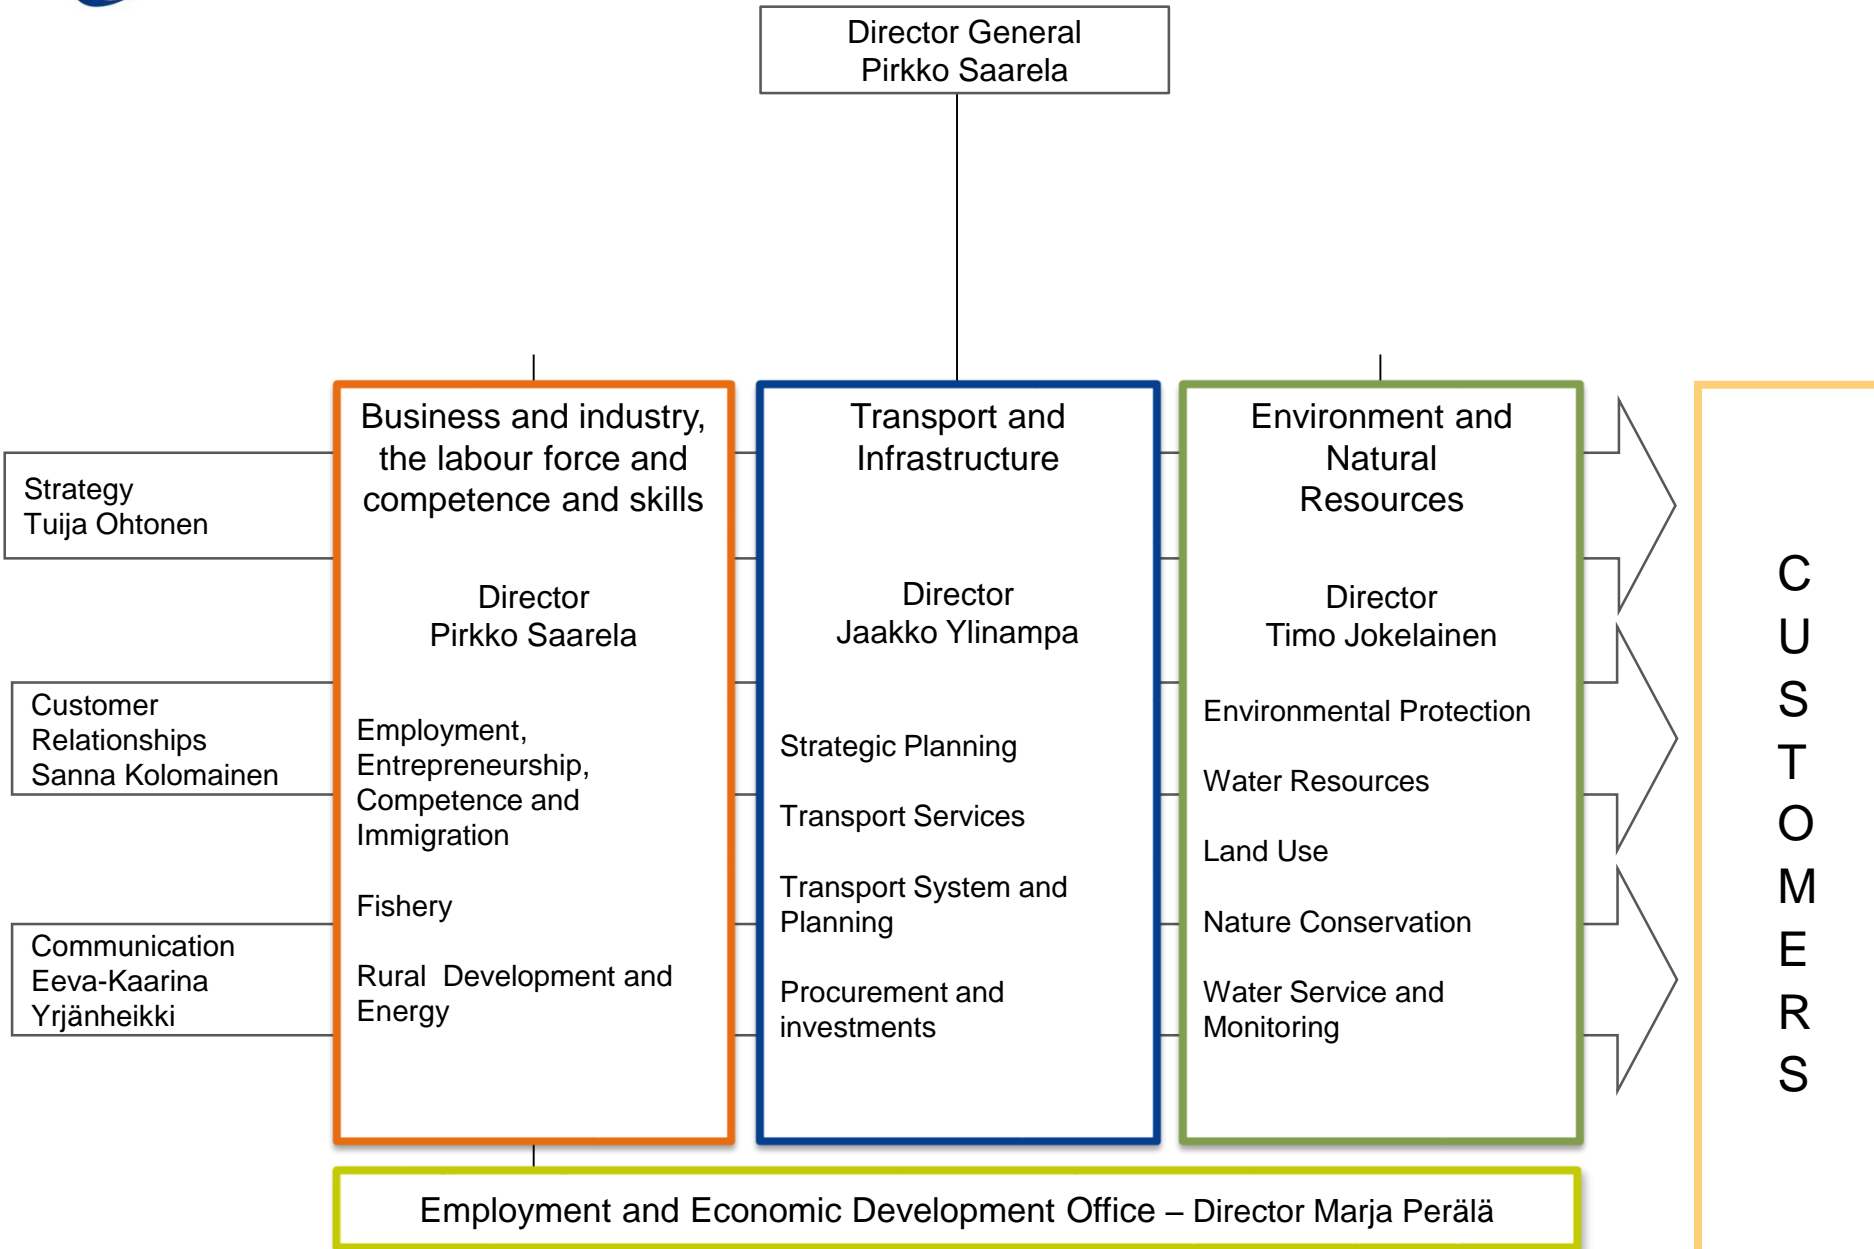 Director General
Pirkko Saarela
Strategy
Tuija Ohtonen
Customer
Relationships
Sanna Kolomainen
Communication
Eeva-Kaarina
Yrjänheikki
Business and industry,
the labour force and
competence and skills
Director
Pirkko Saarela
Employment,
Entrepreneurship,
Competence and
Immigration
Fishery
Rural  Development and
Energy
Transport and
Infrastructure
Director
Jaakko Ylinampa
Strategic Planning
Transport Services
Transport System and
Planning
Procurement and
investments
Environment and
Natural
Resources
Director
Timo Jokelainen
Environmental Protection
Water Resources
Land Use
Nature Conservation
Water Service and
Monitoring
C
U
S
T
O
M
E
R
S
Employment and Economic Development Office – Director Marja Perälä